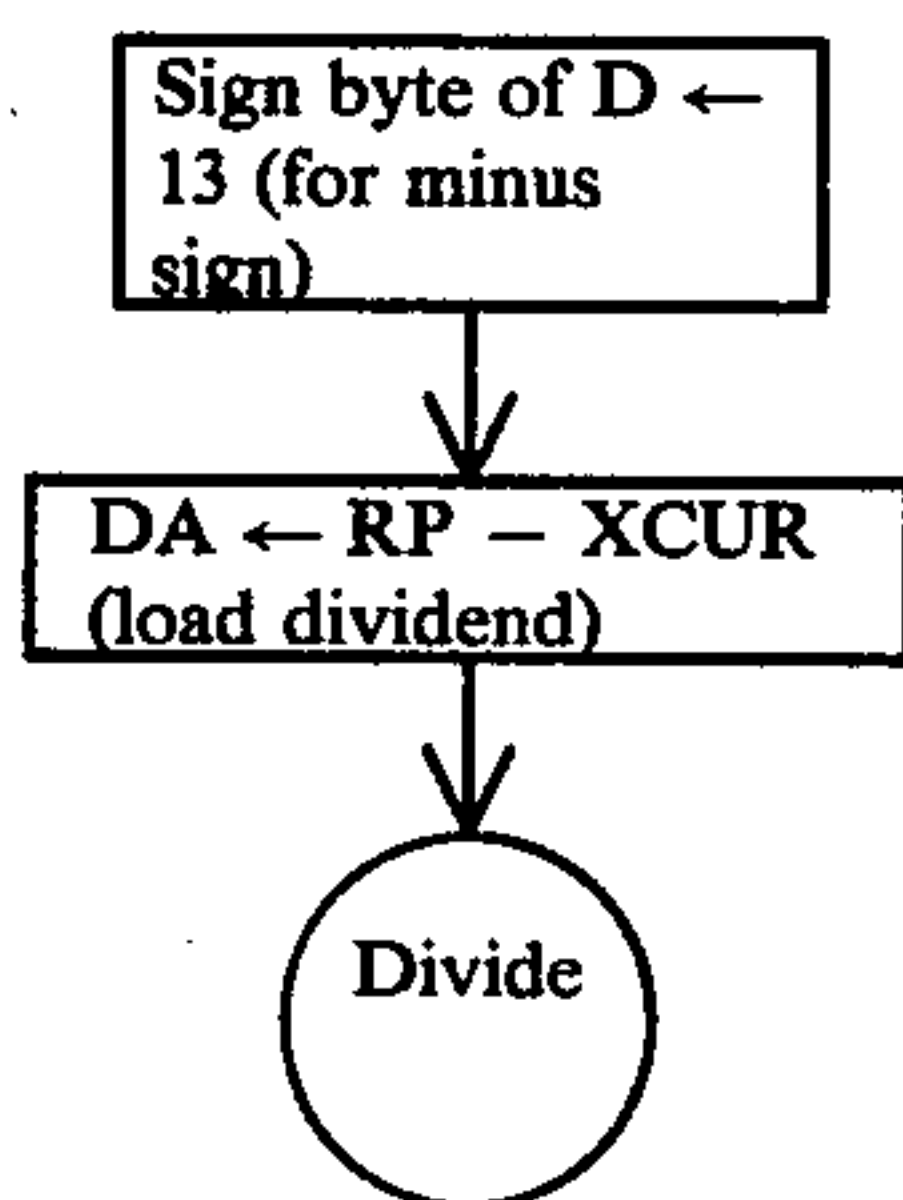 Sign byte of D ←
13 (for minus
sign)
DA ← RP − XCUR
(load dividend)
Divide